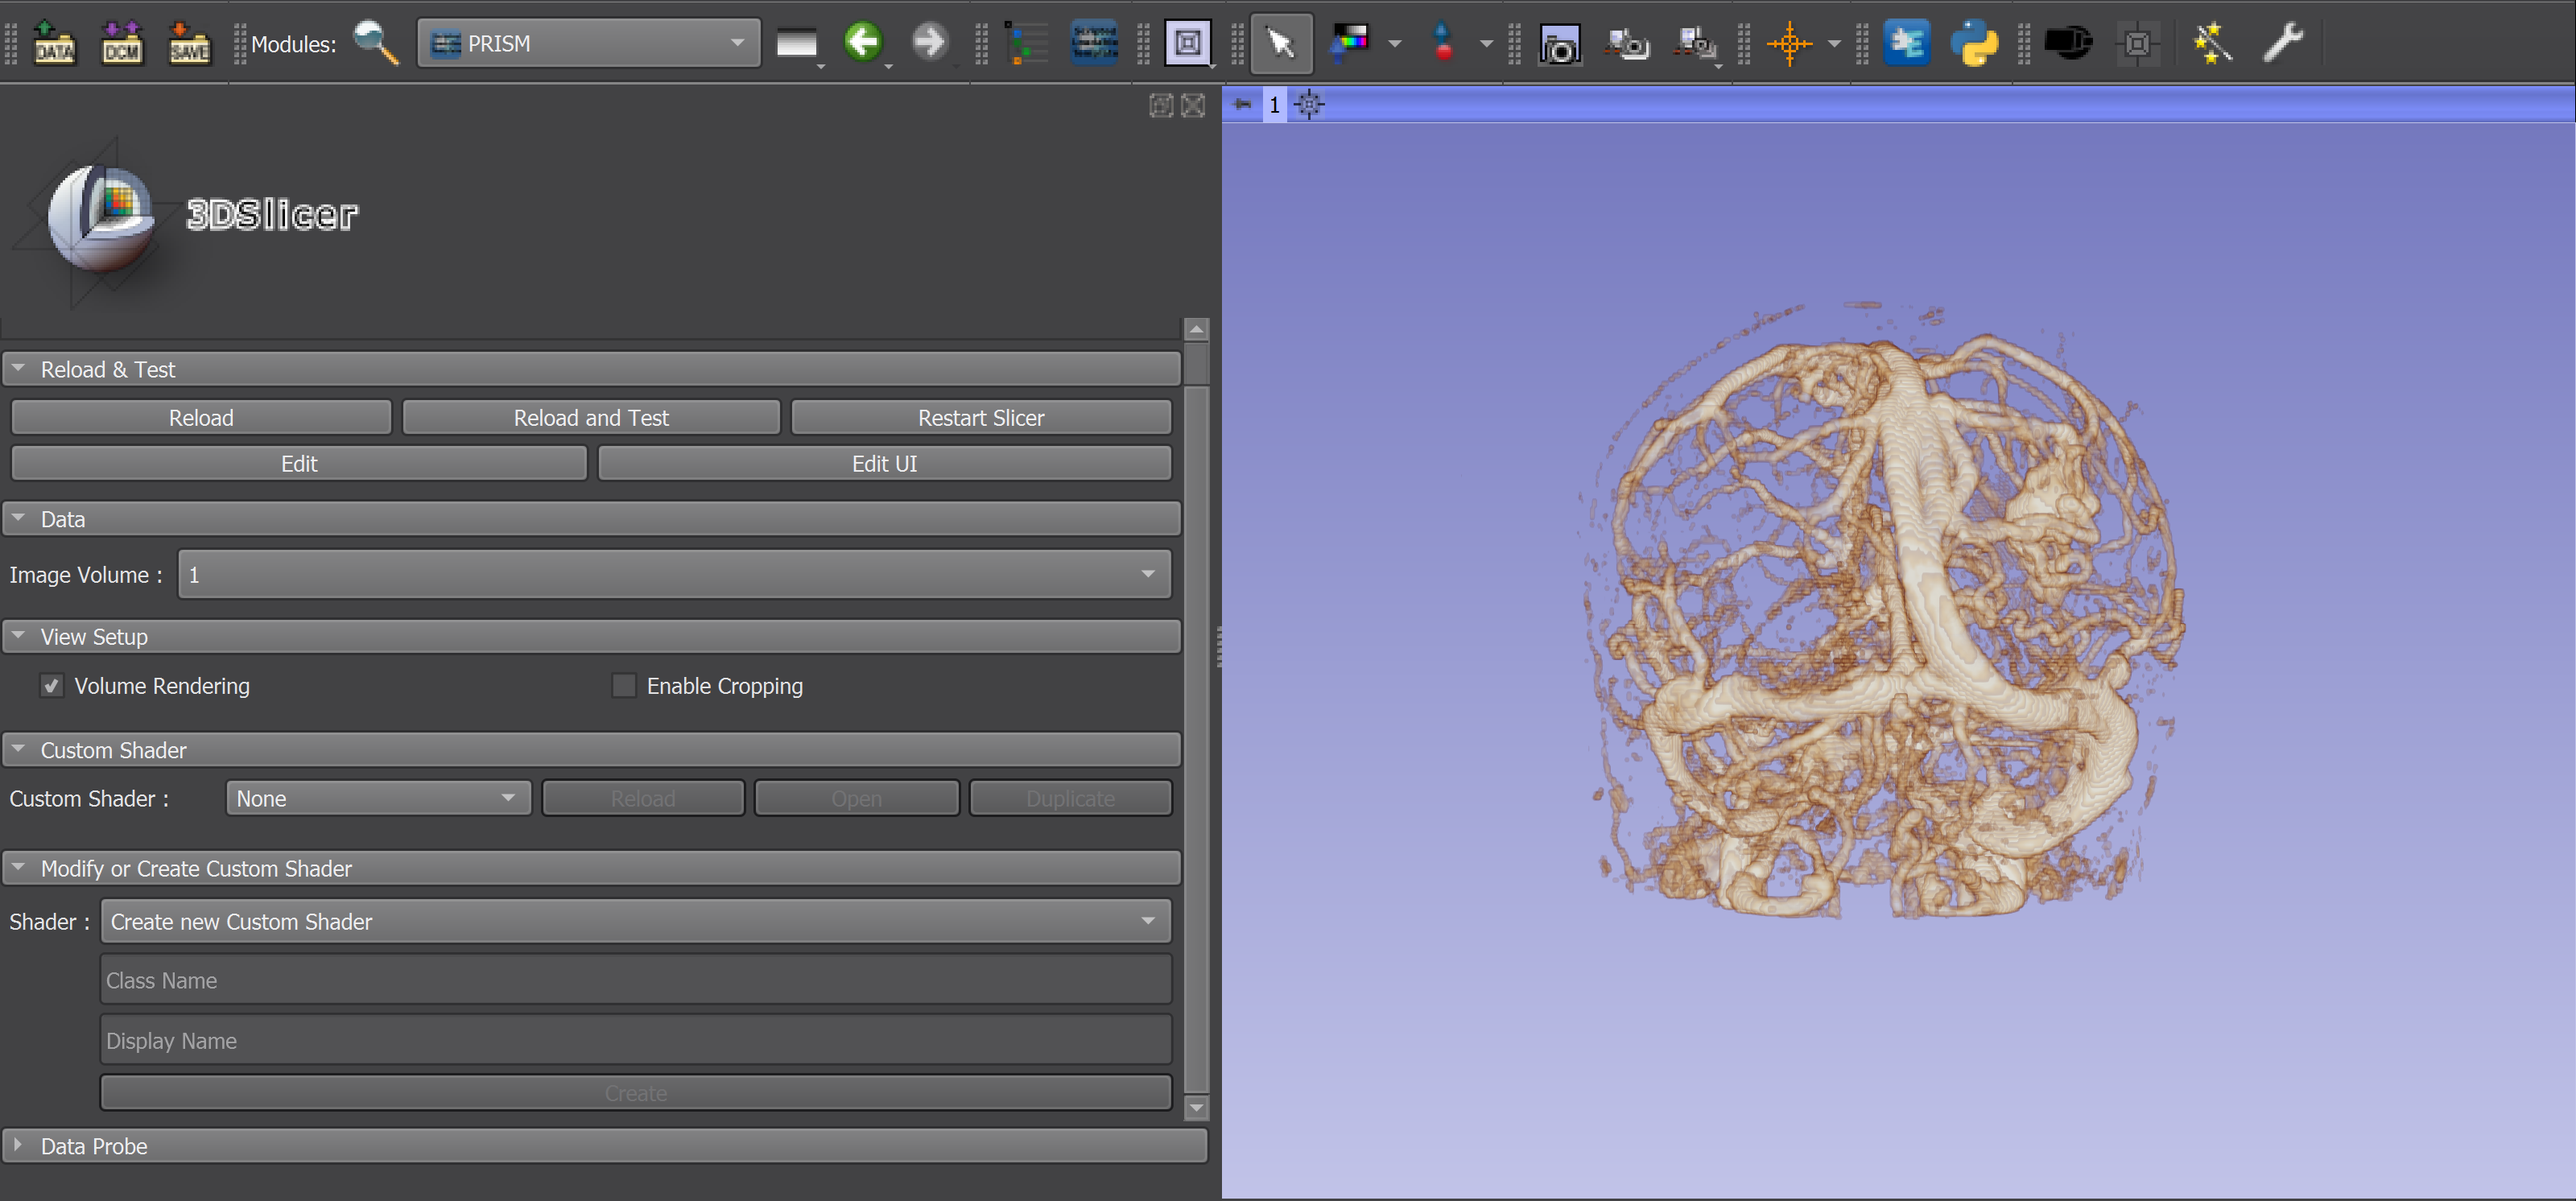 DATA DCM SAVE Modules: PRISM
1
3DSlicer
Reload & Test
Reload Reload and Test Restart Slicer
Edit Edit UI
Data
Image Volume : 1
View Setup
Volume Rendering Enable Cropping
Custom Shader
Custom Shader : None Reload Open Duplicate
Modify or Create Custom Shader
Shader : Create new Custom Shader
Class Name
Display Name
Create
Data Probe